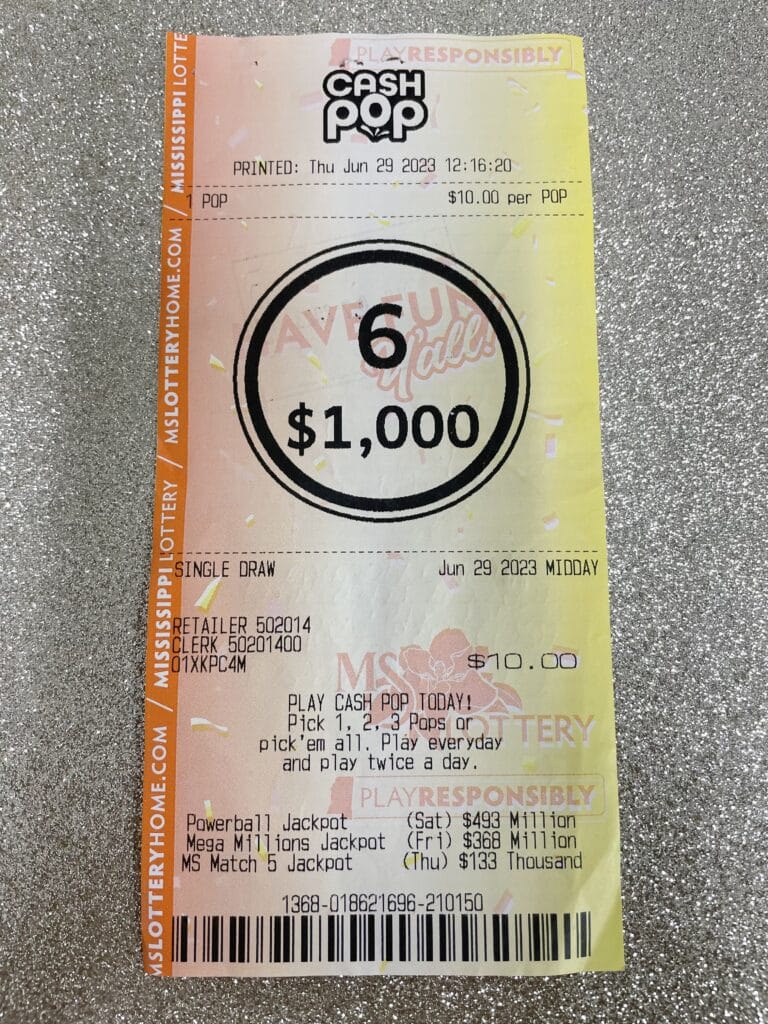 PLAYRESPONSIBLY
CASH
POP
PRINTED: Thu Jun 29 2023 12:16:20
1 POP $10.00 per POP
HAVE FUN
Y'all!
6
$1,000
SINGLE DRAW Jun 29 2023 MIDDAY
RETAILER 502014
CLERK 50201400
01XKPC4M $10.00
MS LOTTERY
PLAY CASH POP TODAY!
Pick 1, 2, 3 Pops or
pick'em all. Play everyday
and play twice a day.
PLAYRESPONSIBLY
Powerball Jackpot (Sat) $493 Million
Mega Millions Jackpot (Fri) $368 Million
MS Match 5 Jackpot (Thu) $133 Thousand
1368-018621696-210150
MSLOTTERYHOME.COM / MISSISSIPPI LOTTERY / MSLOTTERYHOME.COM / MISSISSIPPI LOTTE